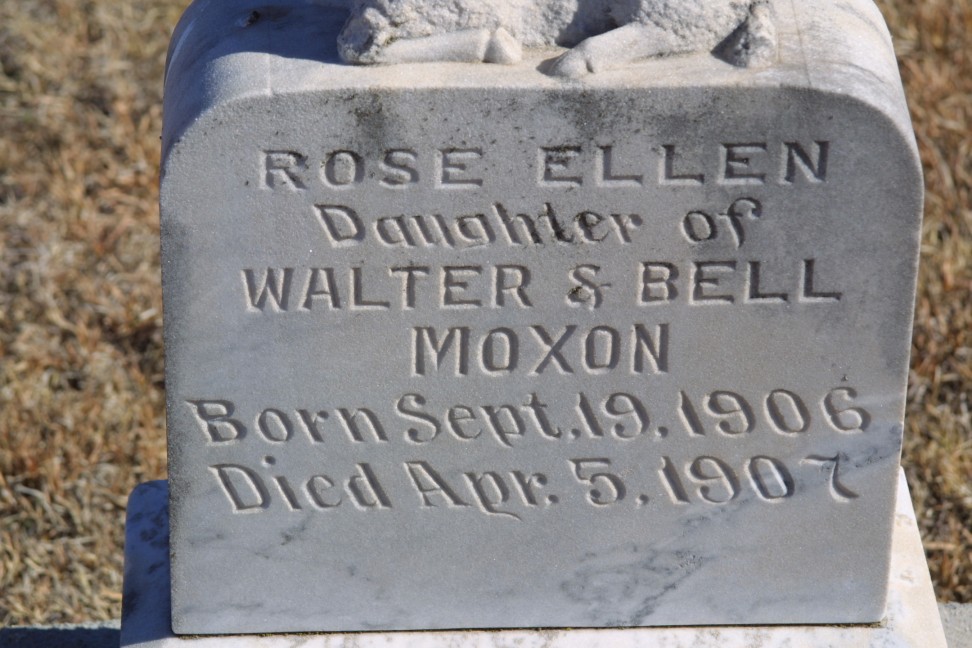 ROSE ELLEN
Daughter of
WALTER & BELL
MOXON
Born Sept. 19, 1906
Died Apr. 5, 1907